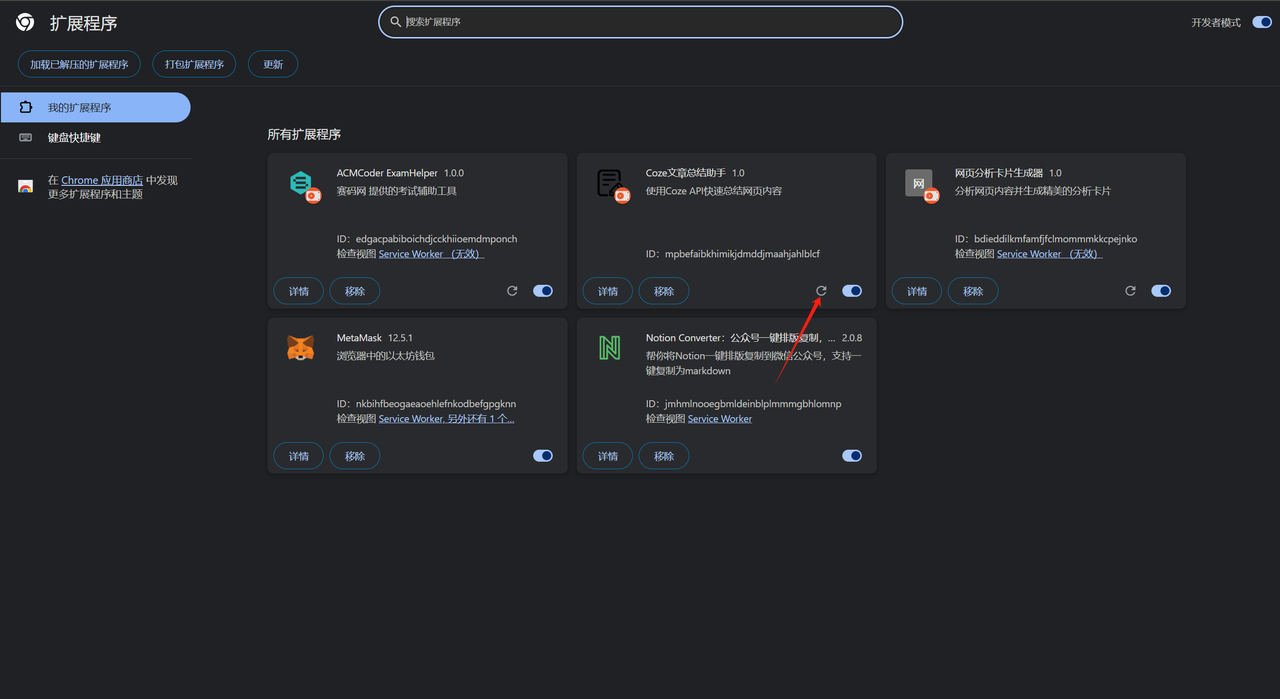 扩展程序
搜索扩展程序
开发者模式
加载已解压的扩展程序
打包扩展程序
更新
我的扩展程序
键盘快捷键
在 Chrome 应用商店 中发现
更多扩展程序和主题
所有扩展程序
ACMCoder ExamHelper 1.0.0
赛码网 提供的考试辅助工具
ID：edgacpabiboichdjcckhiioemdmponch
检查视图 Service Worker （无效）
详情
移除
Coze文章总结助手 1.0
使用Coze API快速总结网页内容
ID：mpbefaibkhimikjdmddjmaahjahlblcf
详情
移除
网
网页分析卡片生成器 1.0
分析网页内容并生成精美的分析卡片
ID：bdieddilkmfamfjfclmommmkkcpejnko
检查视图 Service Worker （无效）
详情
移除
MetaMask 12.5.1
浏览器中的以太坊钱包
ID：nkbihfbeogaeaoehlefnkodbefgpgknn
检查视图 Service Worker, 另外还有 1 个...
详情
移除
Notion Converter：公众号一键排版复制，... 2.0.8
帮你将Notion一键排版复制到微信公众号，支持一
键复制为markdown
ID：jmhmlnooegbmldeinblplmmmgbhlomnp
检查视图 Service Worker
详情
移除